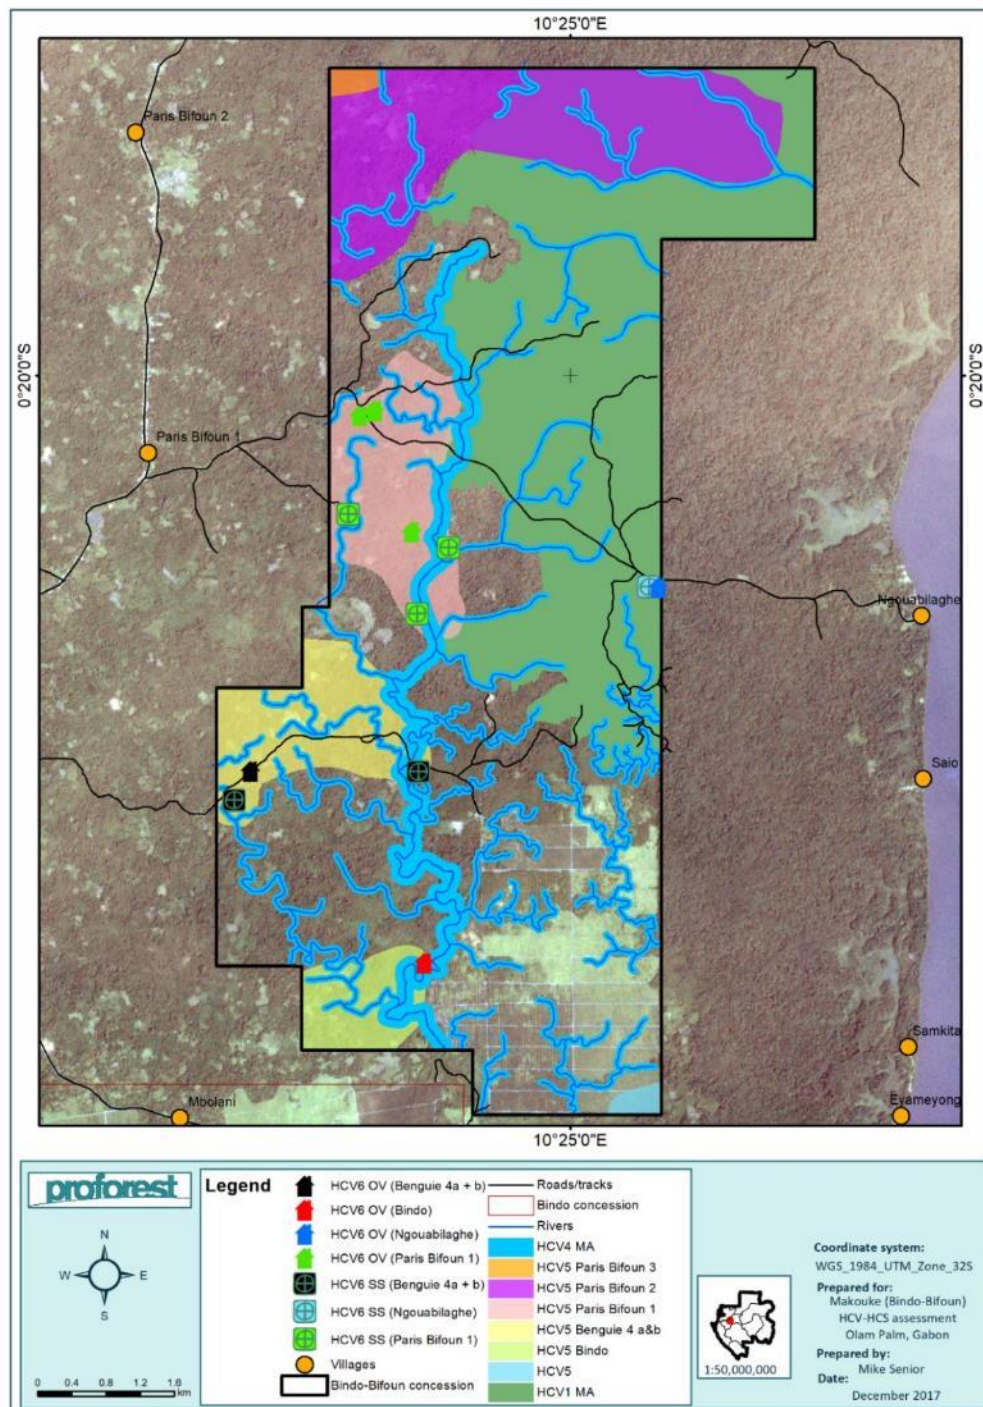 10°25'0"E
Paris Bifoun 2
0°20'0"S
0°20'0"S
Paris Bifoun 1
Ngouabilaghe
Saio
Samkita
Mbolani
Eyameyong
10°25'0"E
proforest
N
W E
S
0 0.4 0.8 1.2 1.6
km
Legend
HCV6 OV (Benguie 4a + b)
HCV6 OV (Bindo)
HCV6 OV (Ngouabilaghe)
HCV6 OV (Paris Bifoun 1)
HCV6 SS (Benguie 4a + b)
HCV6 SS (Ngouabilaghe)
HCV6 SS (Paris Bifoun 1)
Villages
Bindo-Bifoun concession
Roads/tracks
Bindo concession
Rivers
HCV4 MA
HCV5 Paris Bifoun 3
HCV5 Paris Bifoun 2
HCV5 Paris Bifoun 1
HCV5 Benguie 4 a&b
HCV5 Bindo
HCV5
HCV1 MA
1:50,000,000
Coordinate system:
WGS_1984_UTM_Zone_32S
Prepared for:
Makouke (Bindo-Bifoun)
HCV-HCS assessment
Olam Palm, Gabon
Prepared by:
Mike Senior
Date:
December 2017